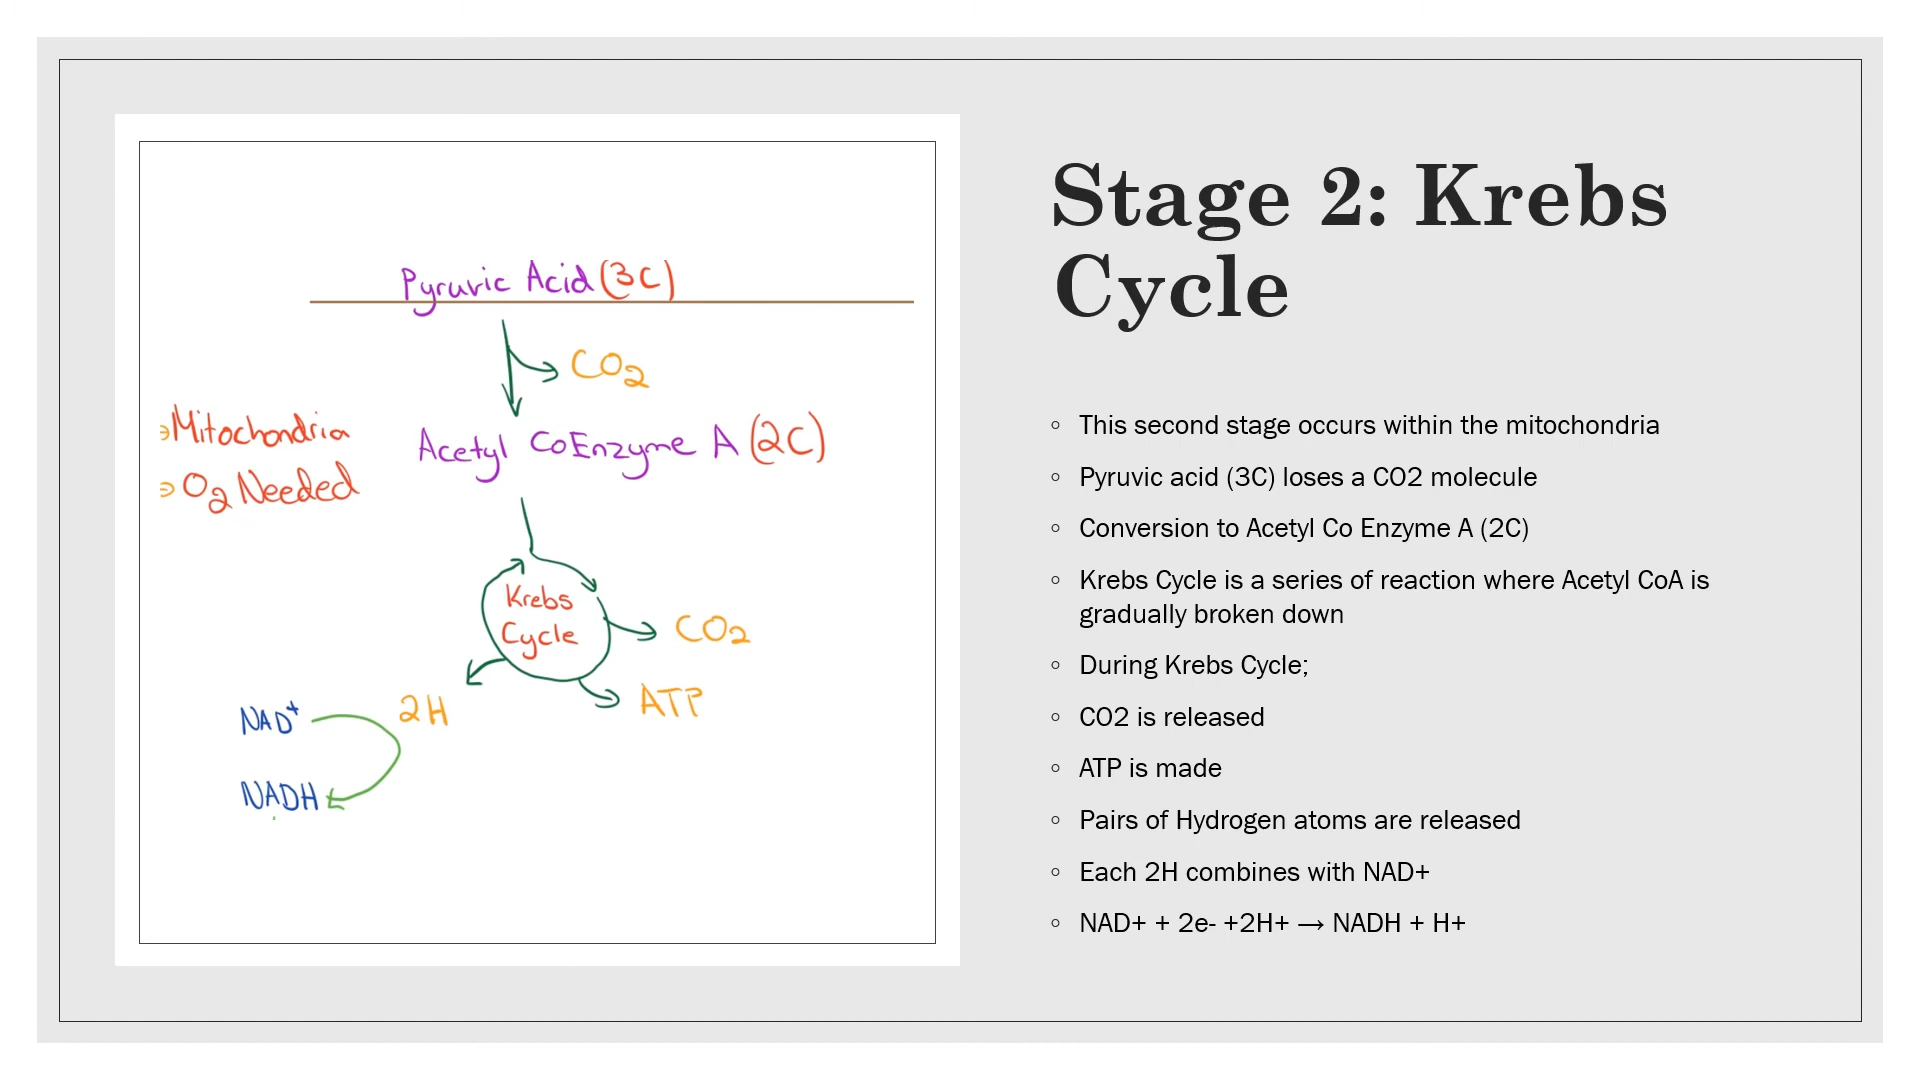 Pyruvic Acid (3C)
CO2
→Mitochondria
Acetyl CoEnzyme A (2C)
→O2 Needed
Krebs
Cycle
CO2
NAD+
2H
ATP
NADH
Stage 2: Krebs
Cycle
◦ This second stage occurs within the mitochondria
◦ Pyruvic acid (3C) loses a CO2 molecule
◦ Conversion to Acetyl Co Enzyme A (2C)
◦ Krebs Cycle is a series of reaction where Acetyl CoA is
gradually broken down
◦ During Krebs Cycle;
◦ CO2 is released
◦ ATP is made
◦ Pairs of Hydrogen atoms are released
◦ Each 2H combines with NAD+
◦ NAD+ + 2e- +2H+ → NADH + H+